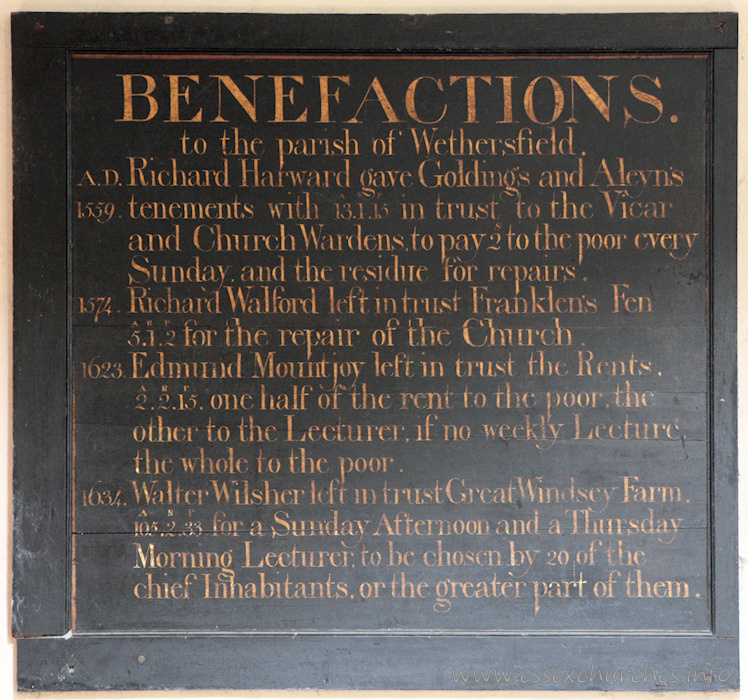 BENEFACTIONS.
to the parish of Wethersfield.
A.D. Richard Harward gave Goldings and Aleyn's
1559. tenements with A 13. R 1. P 15 in trust to the Vicar
and Church Wardens, to pay 2 s to the poor every
Sunday, and the residue for repairs.
1574. Richard Walford left in trust Franklen's Fen
A R P
5.1.2 for the repair of the Church.
1623. Edmund Mountjoy left in trust the Rents,
A R P
2.2.15. one half of the rent to the poor, the
other to the Lecturer, if no weekly Lecture,
the whole to the poor.
1634. Walter Wilsher left in trust Great Windsey Farm,
A R P
105.2.33 for a Sunday Afternoon and a Thursday
Morning Lecturer, to be chosen by 20 of the
chief Inhabitants, or the greater part of them.
www.essexchurches.info